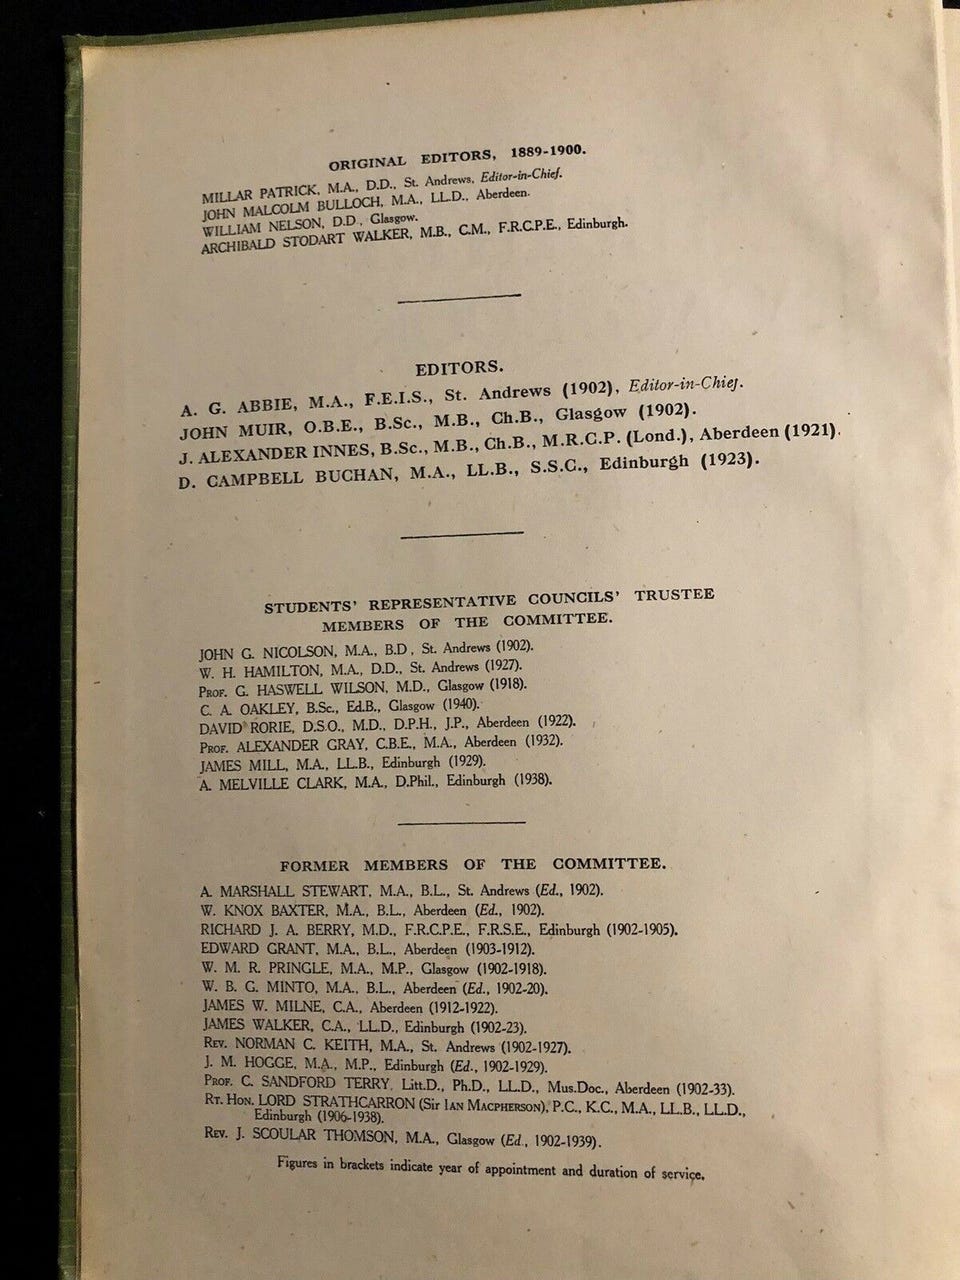 ORIGINAL EDITORS, 1889-1900.
MILLAR PATRICK, M.A., D.D., St. Andrews, Editor-in-Chief.
JOHN MALCOLM BULLOCH, M.A., LL.D., Aberdeen.
WILLIAM NELSON, D.D., Glasgow.
ARCHIBALD STODART WALKER, M.B., C.M., F.R.C.P.E., Edinburgh.
EDITORS.
A. G. ABBIE, M.A., F.E.I.S., St. Andrews (1902), Editor-in-Chief.
JOHN MUIR, O.B.E., B.Sc., M.B., Ch.B., Glasgow (1902).
J. ALEXANDER INNES, B.Sc., M.B., Ch.B., M.R.C.P. (Lond.), Aberdeen (1921).
D. CAMPBELL BUCHAN, M.A., LL.B., S.S.C., Edinburgh (1923).
STUDENTS' REPRESENTATIVE COUNCILS' TRUSTEE
MEMBERS OF THE COMMITTEE.
JOHN G. NICOLSON, M.A., B.D., St. Andrews (1902).
W. H. HAMILTON, M.A., D.D., St. Andrews (1927).
PROF. G. HASWELL WILSON, M.D., Glasgow (1918).
C. A. OAKLEY, B.Sc., Ed.B., Glasgow (1940).
DAVID RORIE, D.S.O., M.D., D.P.H., J.P., Aberdeen (1922).
PROF. ALEXANDER GRAY, C.B.E., M.A., Aberdeen (1932).
JAMES MILL, M.A., LL.B., Edinburgh (1929).
A. MELVILLE CLARK, M.A., D.Phil., Edinburgh (1938).
FORMER MEMBERS OF THE COMMITTEE.
A. MARSHALL STEWART, M.A., B.L., St. Andrews (Ed., 1902).
W. KNOX BAXTER, M.A., B.L., Aberdeen (Ed., 1902).
RICHARD J. A. BERRY, M.D., F.R.C.P.E., F.R.S.E., Edinburgh (1902-1905).
EDWARD GRANT, M.A., B.L., Aberdeen (1903-1912).
W. M. R. PRINGLE, M.A., M.P., Glasgow (1902-1918).
W. B. G. MINTO, M.A., B.L., Aberdeen (Ed., 1902-20).
JAMES W. MILNE, C.A., Aberdeen (1912-1922).
JAMES WALKER, C.A., LL.D., Edinburgh (1902-23).
REV. NORMAN C. KEITH, M.A., St. Andrews (1902-1927).
J. M. HOGGE, M.A., M.P., Edinburgh (Ed., 1902-1929).
PROF. C. SANDFORD TERRY, Litt.D., Ph.D., LL.D., Mus.Doc., Aberdeen (1902-33).
RT. HON. LORD STRATHCARRON (Sir IAN MACPHERSON), P.C., K.C., M.A., LL.B., LL.D.,
Edinburgh (1906-1938).
REV. J. SCOULAR THOMSON, M.A., Glasgow (Ed., 1902-1939).
Figures in brackets indicate year of appointment and duration of service.